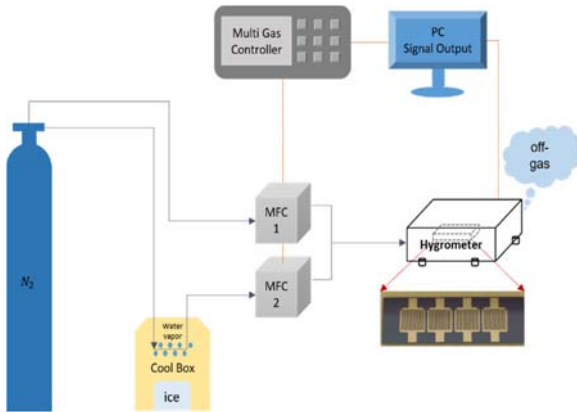 Multi Gas
Controller
PC
Signal Output
off-
gas
MFC
1
Hygrometer
MFC
2
N₂
Water
vapor
Cool Box
ice